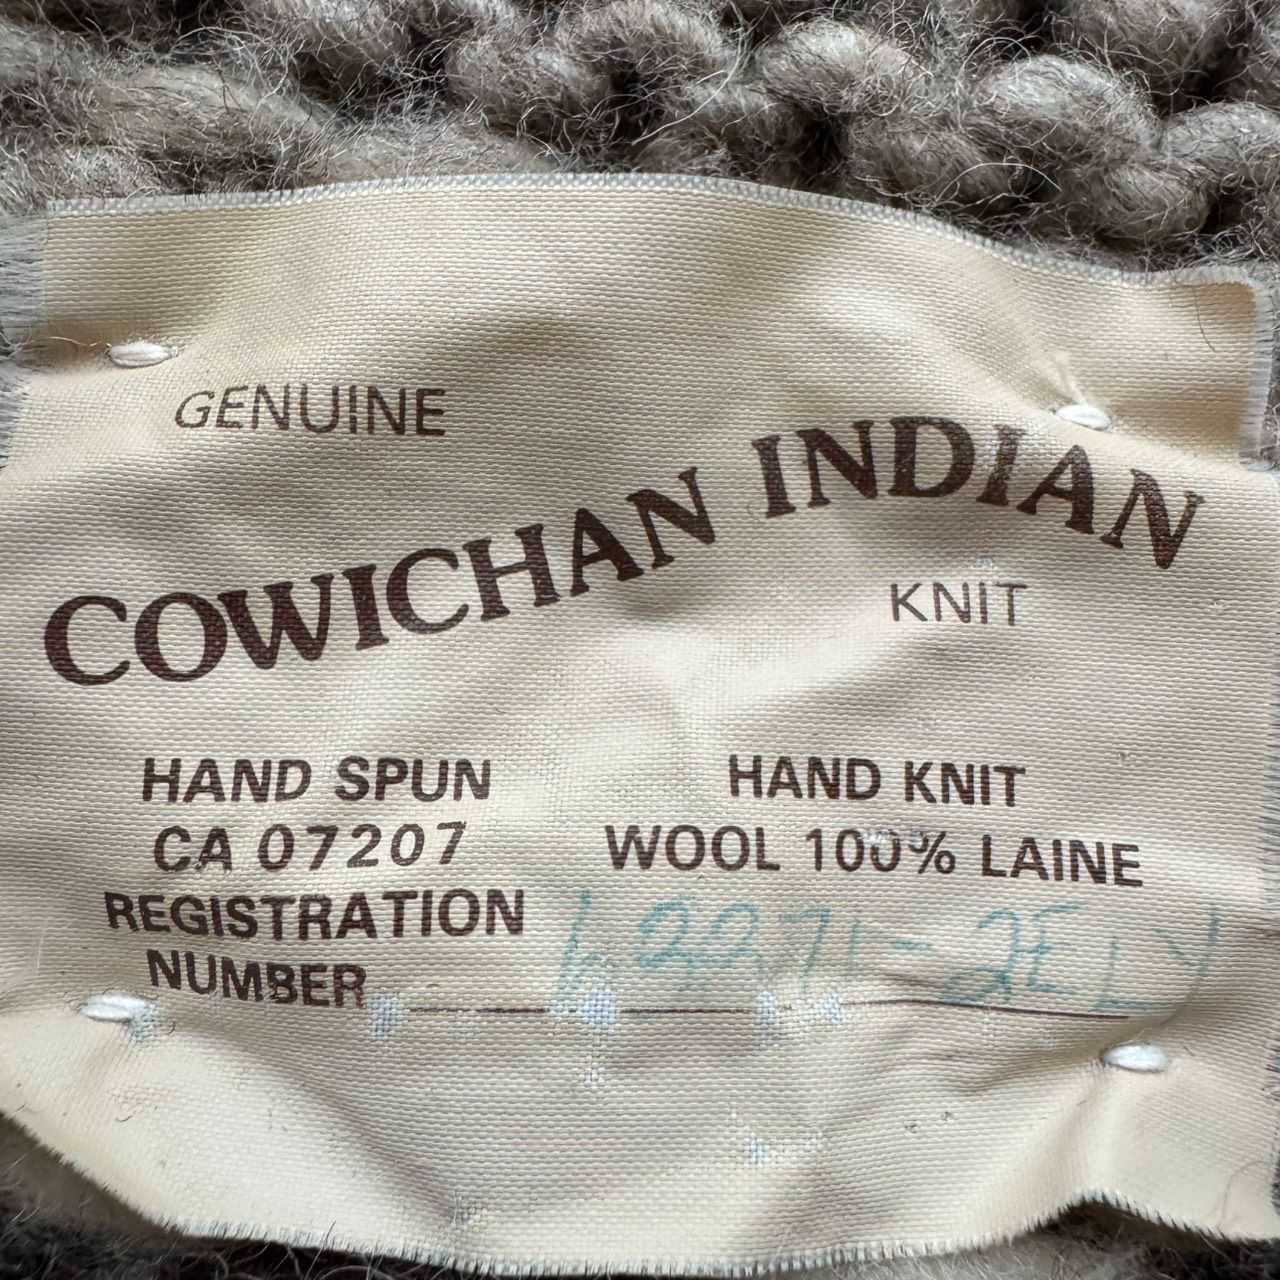 GENUINE
COWICHAN INDIAN
KNIT
HAND SPUN
HAND KNIT
CA 07207
WOOL 100% LAINE
REGISTRATION
NUMBER